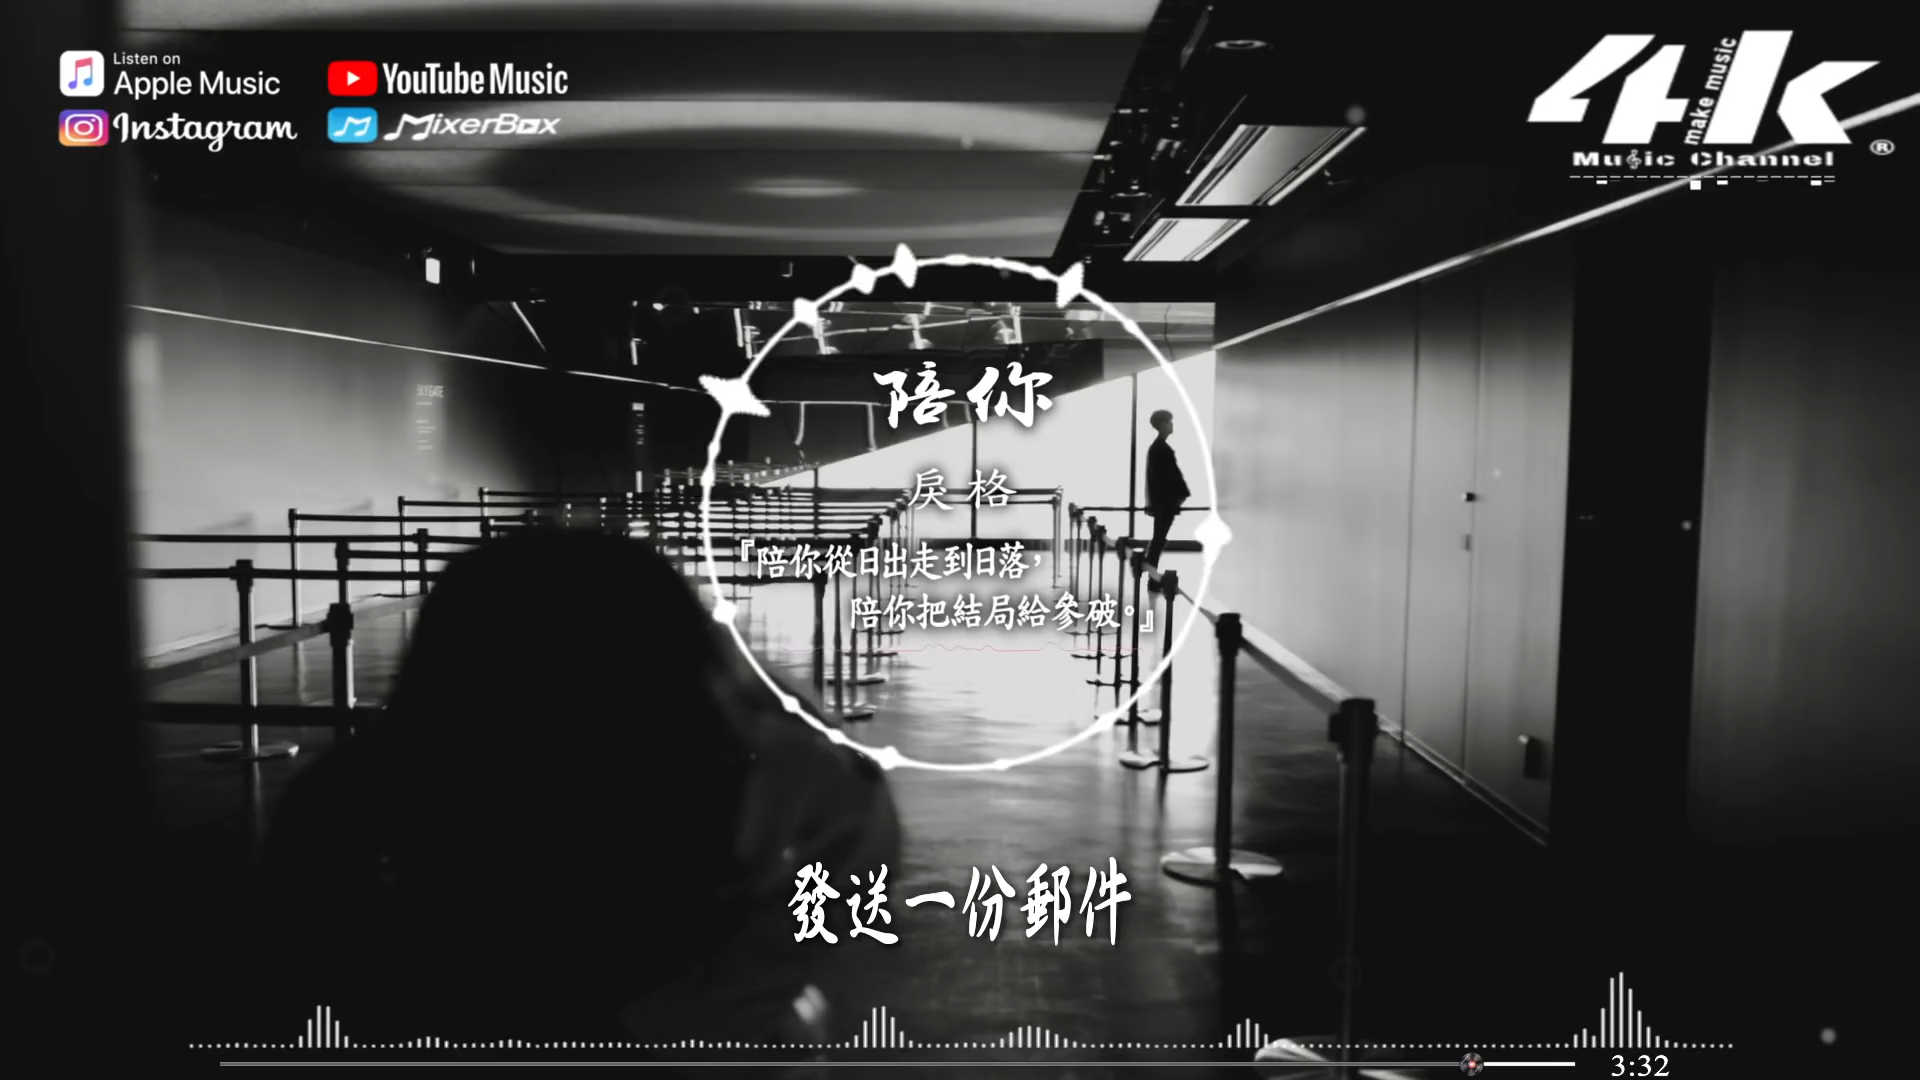 Listen on
Apple Music
YouTube Music
Instagram
MixerBox
4K
make music
Music Channel
®
陪你
戾格
『陪你從日出走到日落，
陪你把結局給參破。』
發送一份郵件
3:32